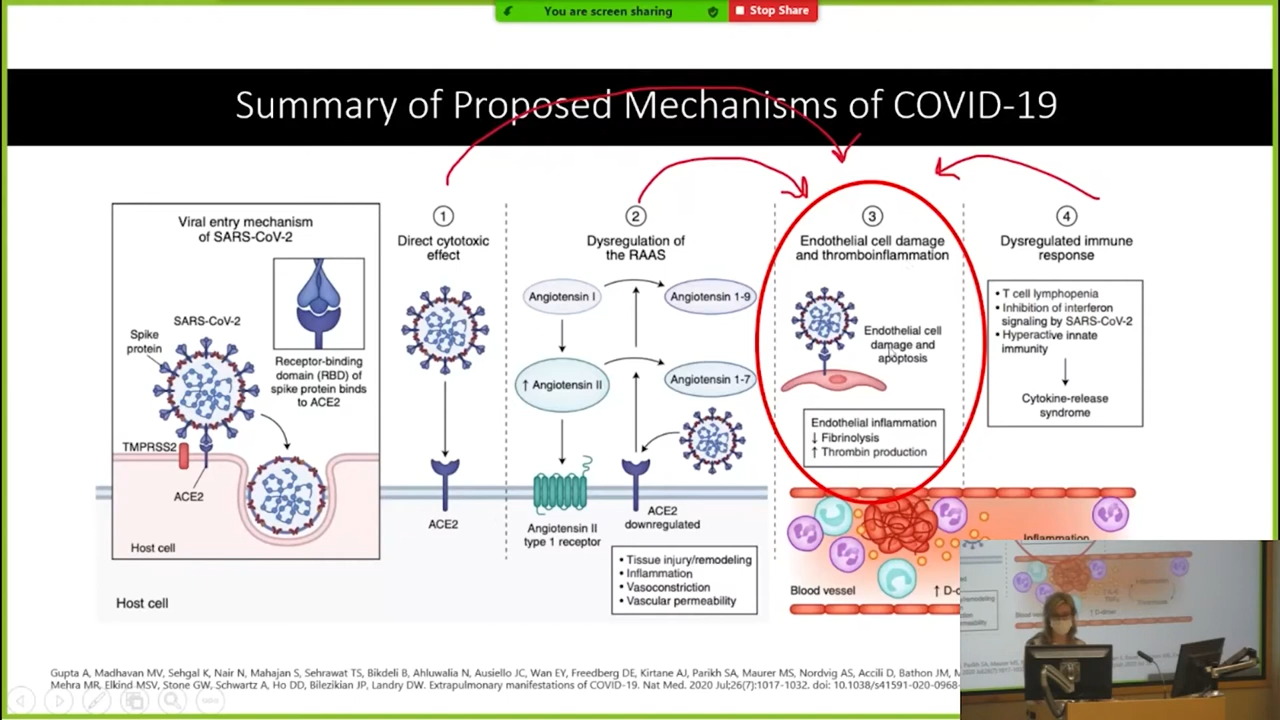 You are screen sharing
Stop Share
Summary of Proposed Mechanisms of COVID-19
Viral entry mechanism
of SARS-CoV-2
SARS-CoV-2
Spike
protein
Receptor-binding
domain (RBD) of
spike protein binds
to ACE2
TMPRSS2
ACE2
Host cell
Host cell
1
Direct cytotoxic
effect
ACE2
2
Dysregulation of
the RAAS
Angiotensin I
Angiotensin 1-9
↑ Angiotensin II
Angiotensin 1-7
Angiotensin II
type 1 receptor
ACE2
downregulated
• Tissue injury/remodeling
• Inflammation
• Vasoconstriction
• Vascular permeability
3
Endothelial cell damage
and thromboinflammation
Endothelial cell
damage and
apoptosis
Endothelial inflammation
↓ Fibrinolysis
↑ Thrombin production
4
Dysregulated immune
response
• T cell lymphopenia
• Inhibition of interferon
signaling by SARS-CoV-2
• Hyperactive innate
immunity
Cytokine-release
syndrome
Inflammation
Blood vessel
↑ D-d
Gupta A, Madhavan MV, Sehgal K, Nair N, Mahajan S, Sehrawat TS, Bikdeli B, Ahluwalia N, Ausiello JC, Wan EY, Freedberg DE, Kirtane AJ, Parikh SA, Maurer MS, Nordvig AS, Accili D, Bathon JM, M
Mehra MR, Elkind MSV, Stone GW, Schwartz A, Ho DD, Bilezikian JP, Landry DW. Extrapulmonary manifestations of COVID-19. Nat Med. 2020 Jul;26(7):1017-1032. doi: 10.1038/s41591-020-0968-